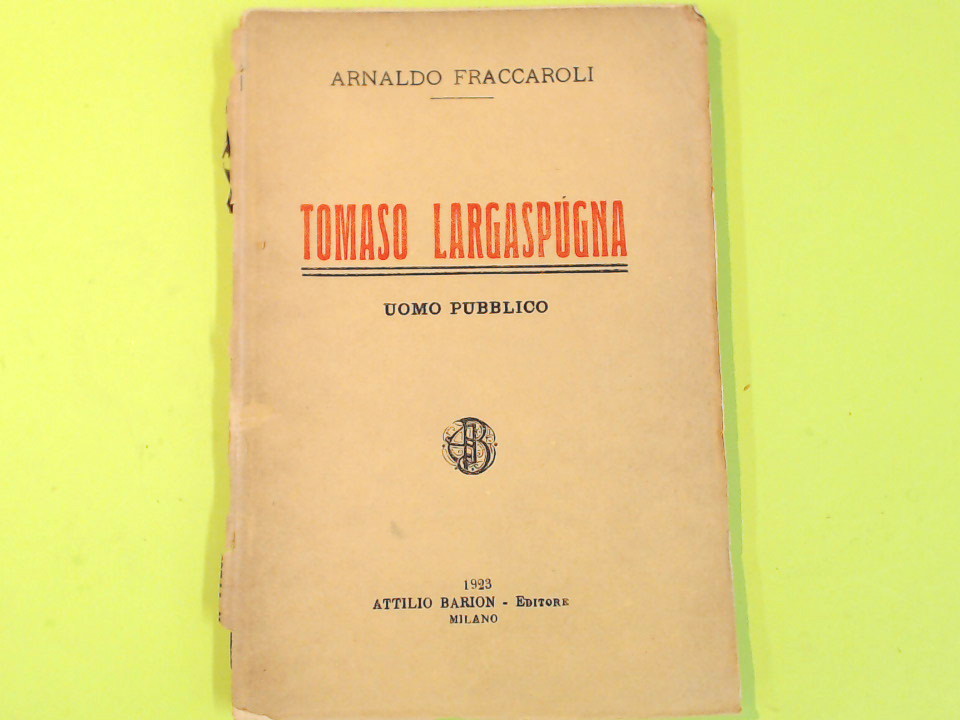 ARNALDO FRACCAROLI
TOMASO LARGASPÚGNA
UOMO PUBBLICO
1923
ATTILIO BARION - EDITORE
MILANO